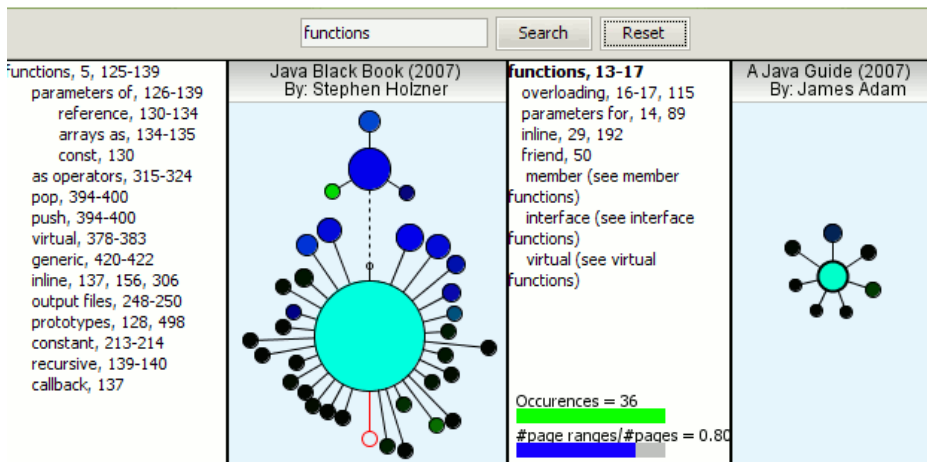 functions
Search
Reset
functions, 5, 125-139
parameters of, 126-139
reference, 130-134
arrays as, 134-135
const, 130
as operators, 315-324
pop, 394-400
push, 394-400
virtual, 378-383
generic, 420-422
inline, 137, 156, 306
output files, 248-250
prototypes, 128, 498
constant, 213-214
recursive, 139-140
callback, 137
Java Black Book (2007)
By: Stephen Holzner
functions, 13-17
overloading, 16-17, 115
parameters for, 14, 89
inline, 29, 192
friend, 50
member (see member
functions)
interface (see interface
functions)
virtual (see virtual
functions)
Occurences = 36
#page ranges/#pages = 0.80
A Java Guide (2007)
By: James Adam